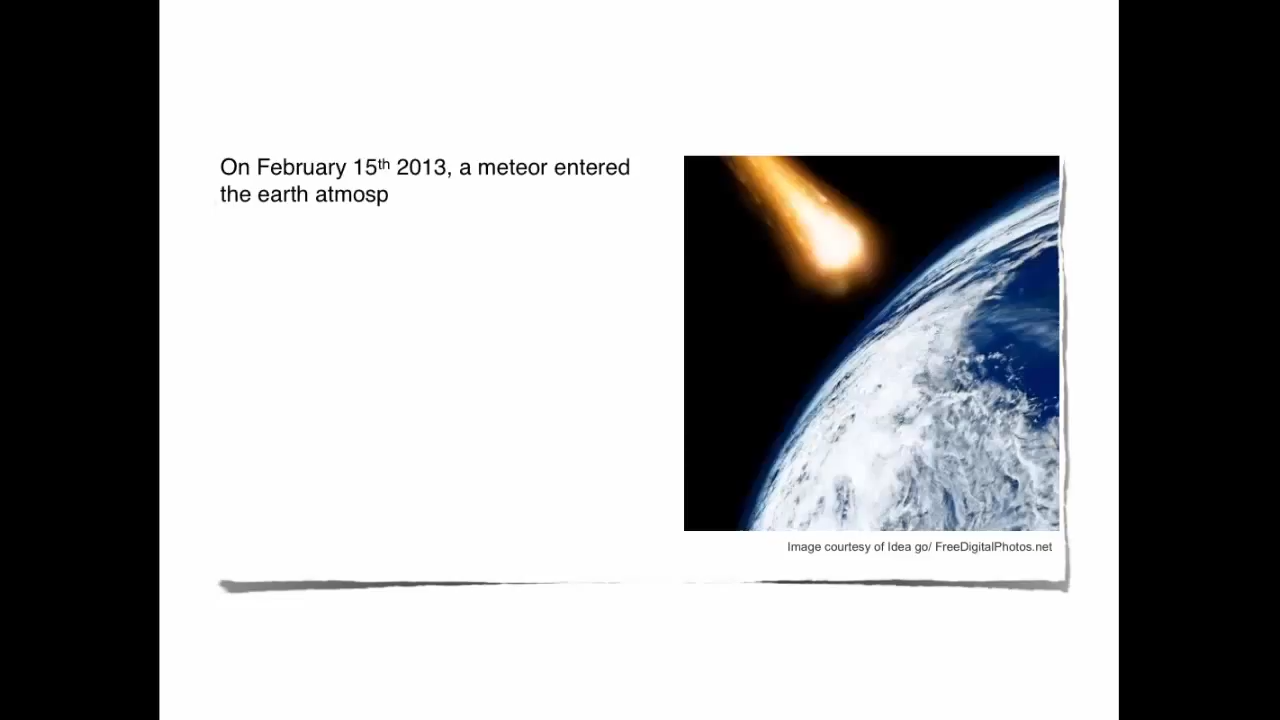 On February 15th 2013, a meteor entered
the earth atmosp
Image courtesy of Idea go/ FreeDigitalPhotos.net